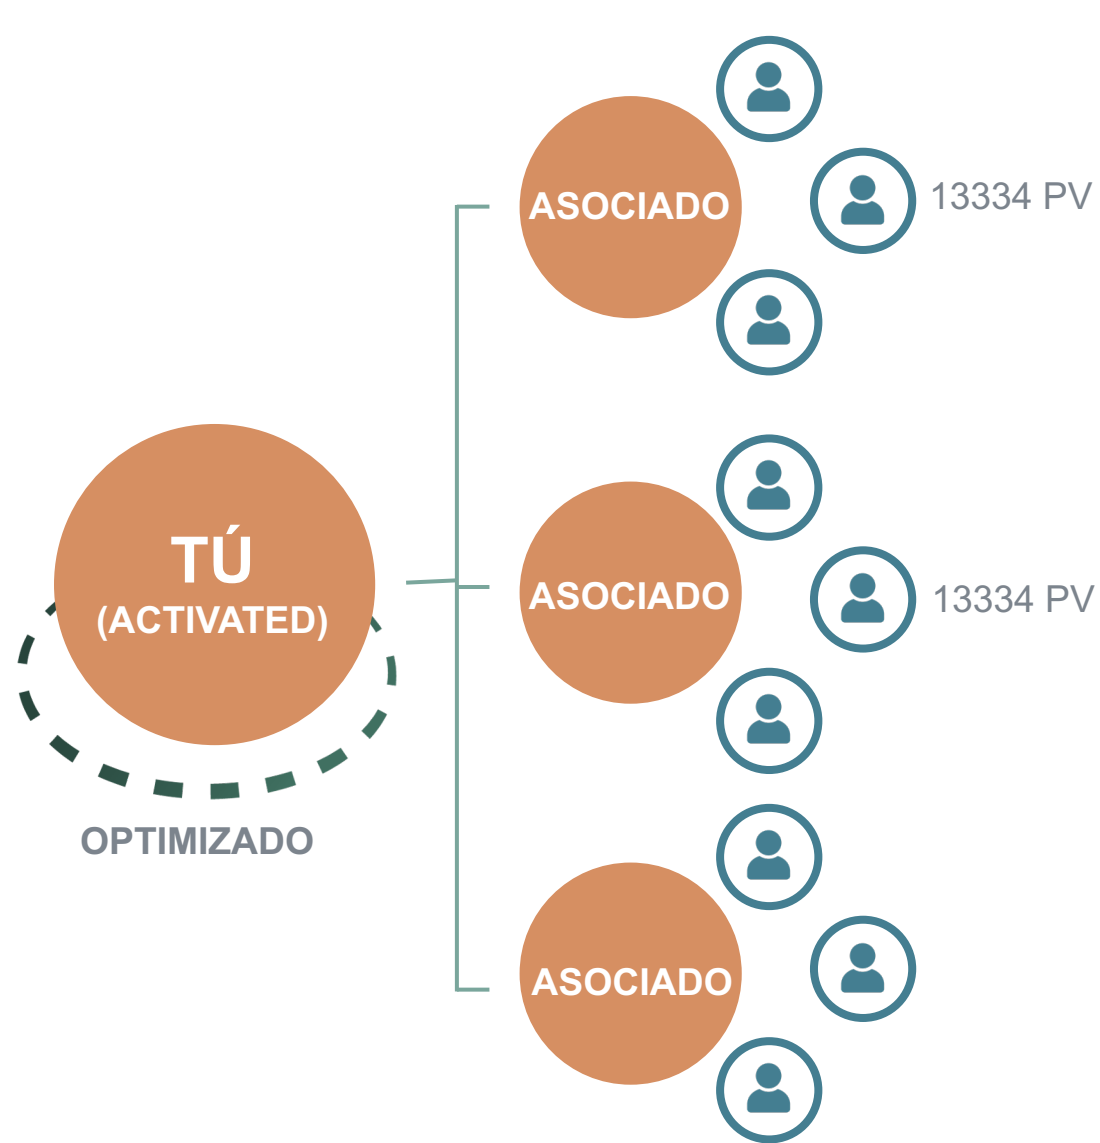 ASOCIADO
13334 PV
TÚ
(ACTIVATED)
OPTIMIZADO
ASOCIADO
13334 PV
ASOCIADO